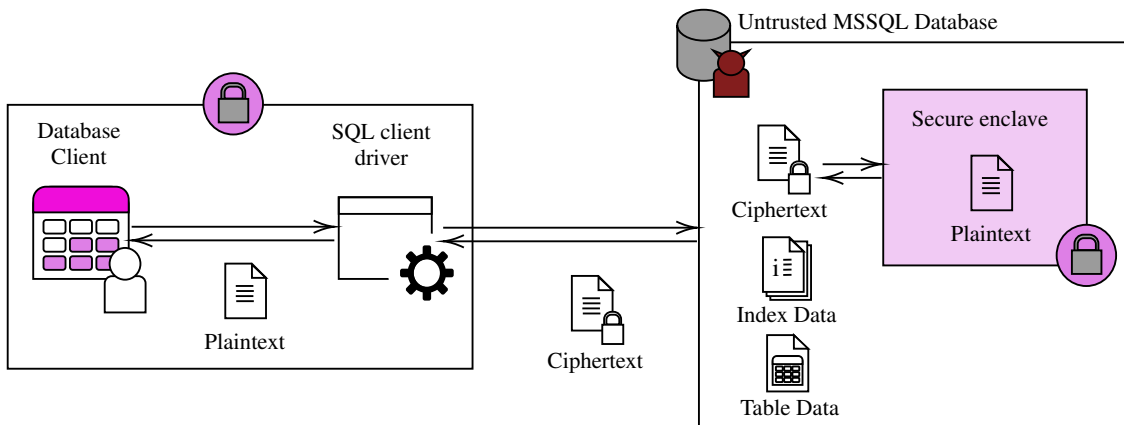 Untrusted MSSQL Database
Database
Client
SQL client
driver
Secure enclave
Ciphertext
Plaintext
i
Index Data
Plaintext
Ciphertext
Table Data